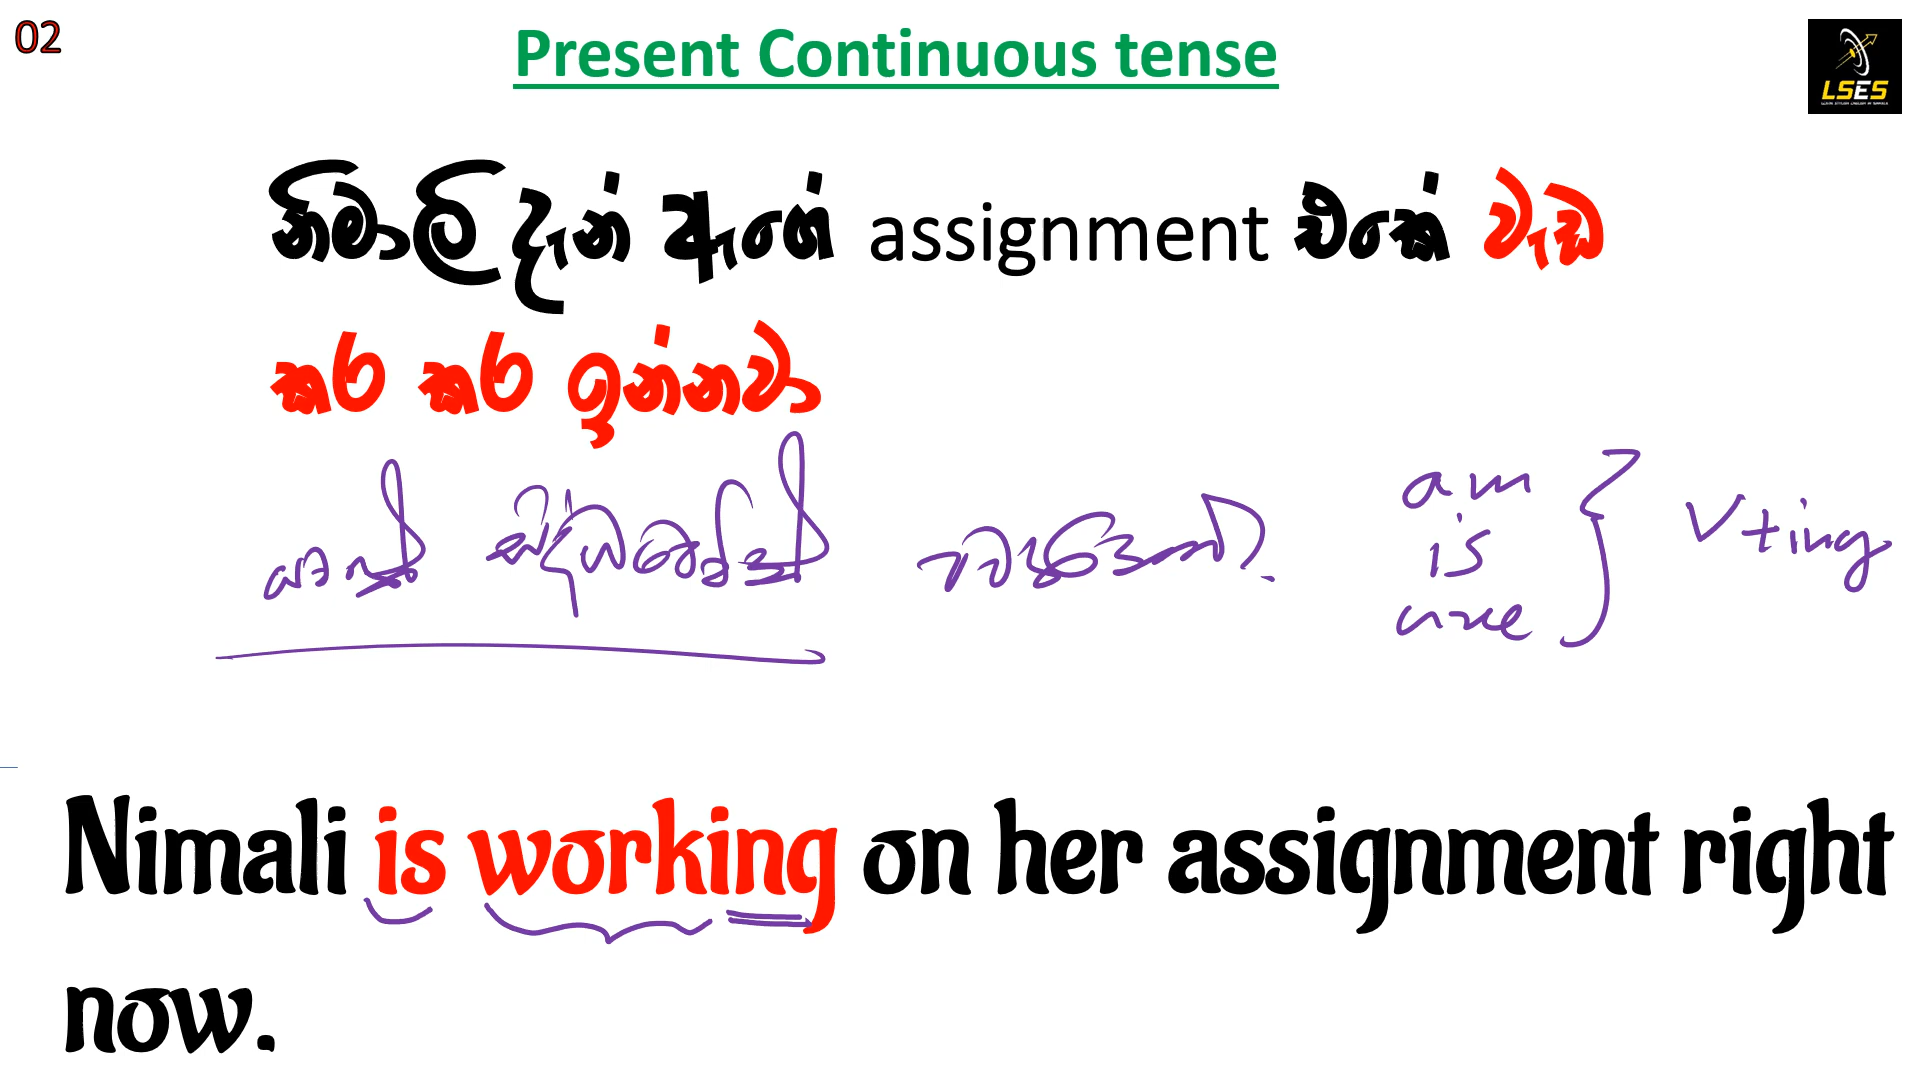 02
Present Continuous tense
LSES
නිමාලි දැන් ඇගේ assignment එකේ වැඩ
කර කර ඉන්නවා
am
is
are
V+ing
Nimali is working on her assignment right
now.